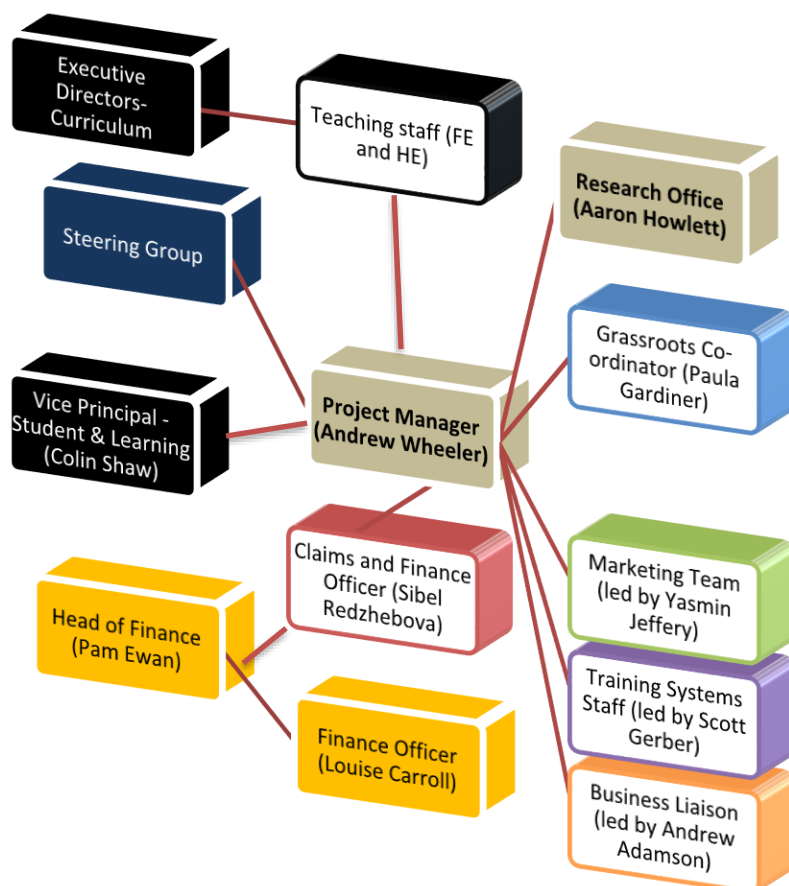 Executive
Directors-
Curriculum
Teaching staff (FE
and HE)
Research Office
(Aaron Howlett)
Steering Group
Grassroots Co-
ordinator (Paula
Gardiner)
Vice Principal -
Student & Learning
(Colin Shaw)
Project Manager
(Andrew Wheeler)
Claims and Finance
Officer (Sibel
Redzhebova)
Marketing Team
(led by Yasmin
Jeffery)
Head of Finance
(Pam Ewan)
Training Systems
Staff (led by Scott
Gerber)
Finance Officer
(Louise Carroll)
Business Liaison
(led by Andrew
Adamson)